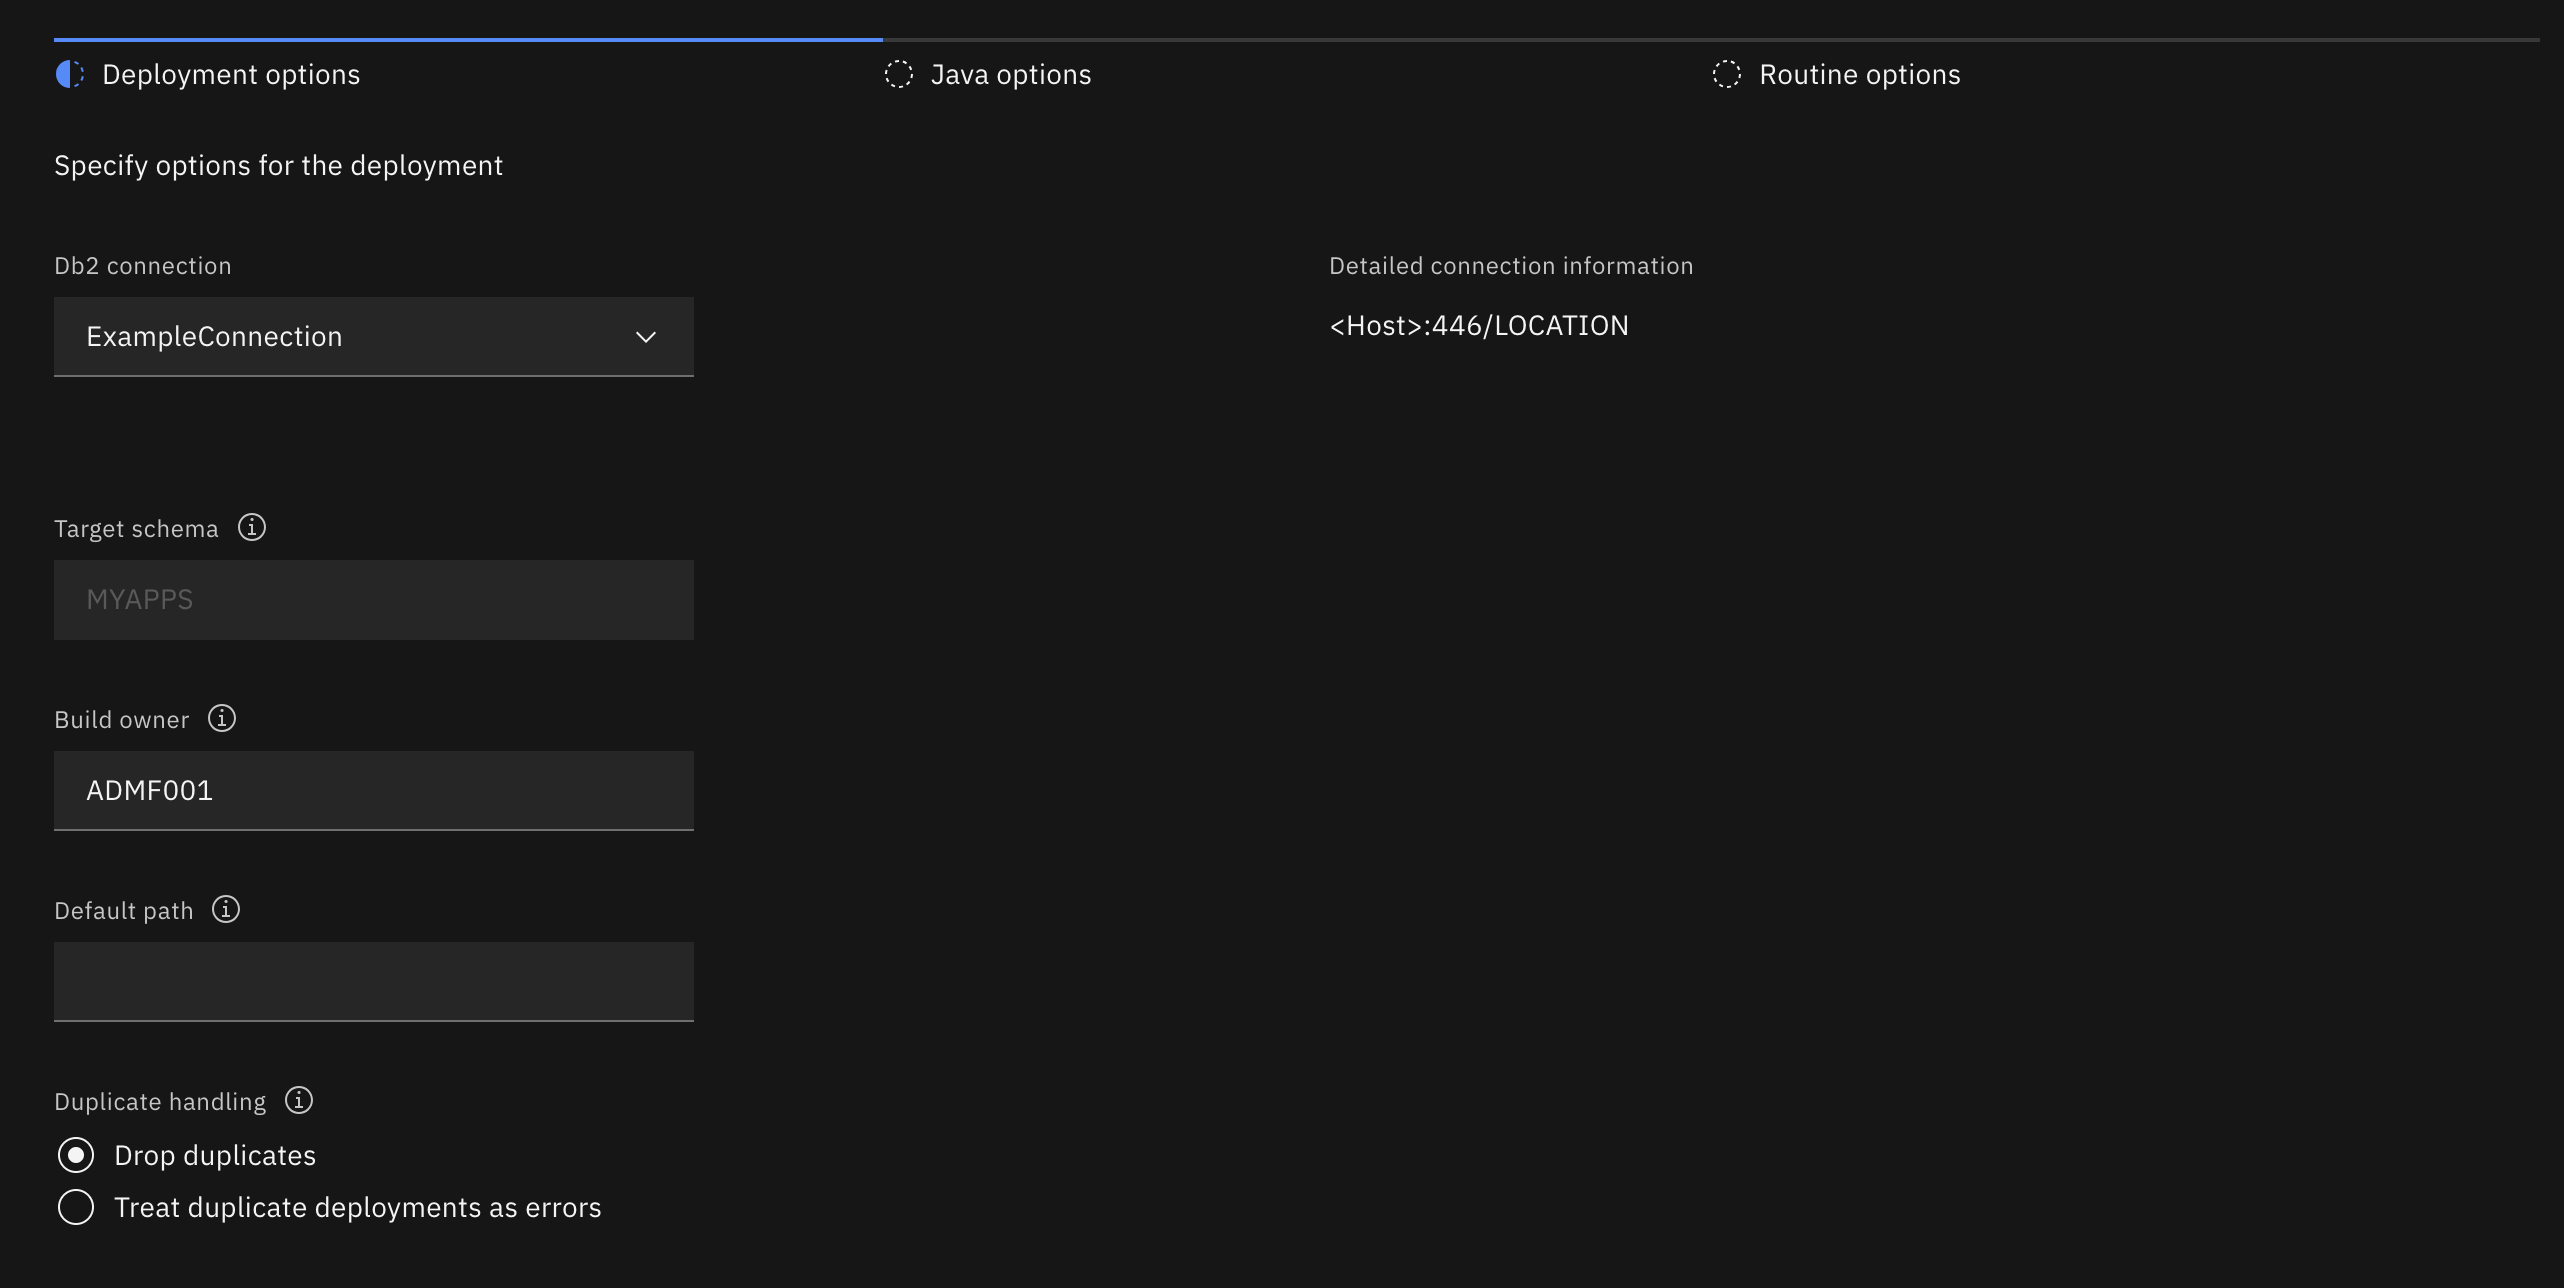 Deployment options
Java options
Routine options
Specify options for the deployment
Db2 connection
Detailed connection information
ExampleConnection
<Host>:446/LOCATION
Target schema
MYAPPS
Build owner
ADMF001
Default path
Duplicate handling
Drop duplicates
Treat duplicate deployments as errors